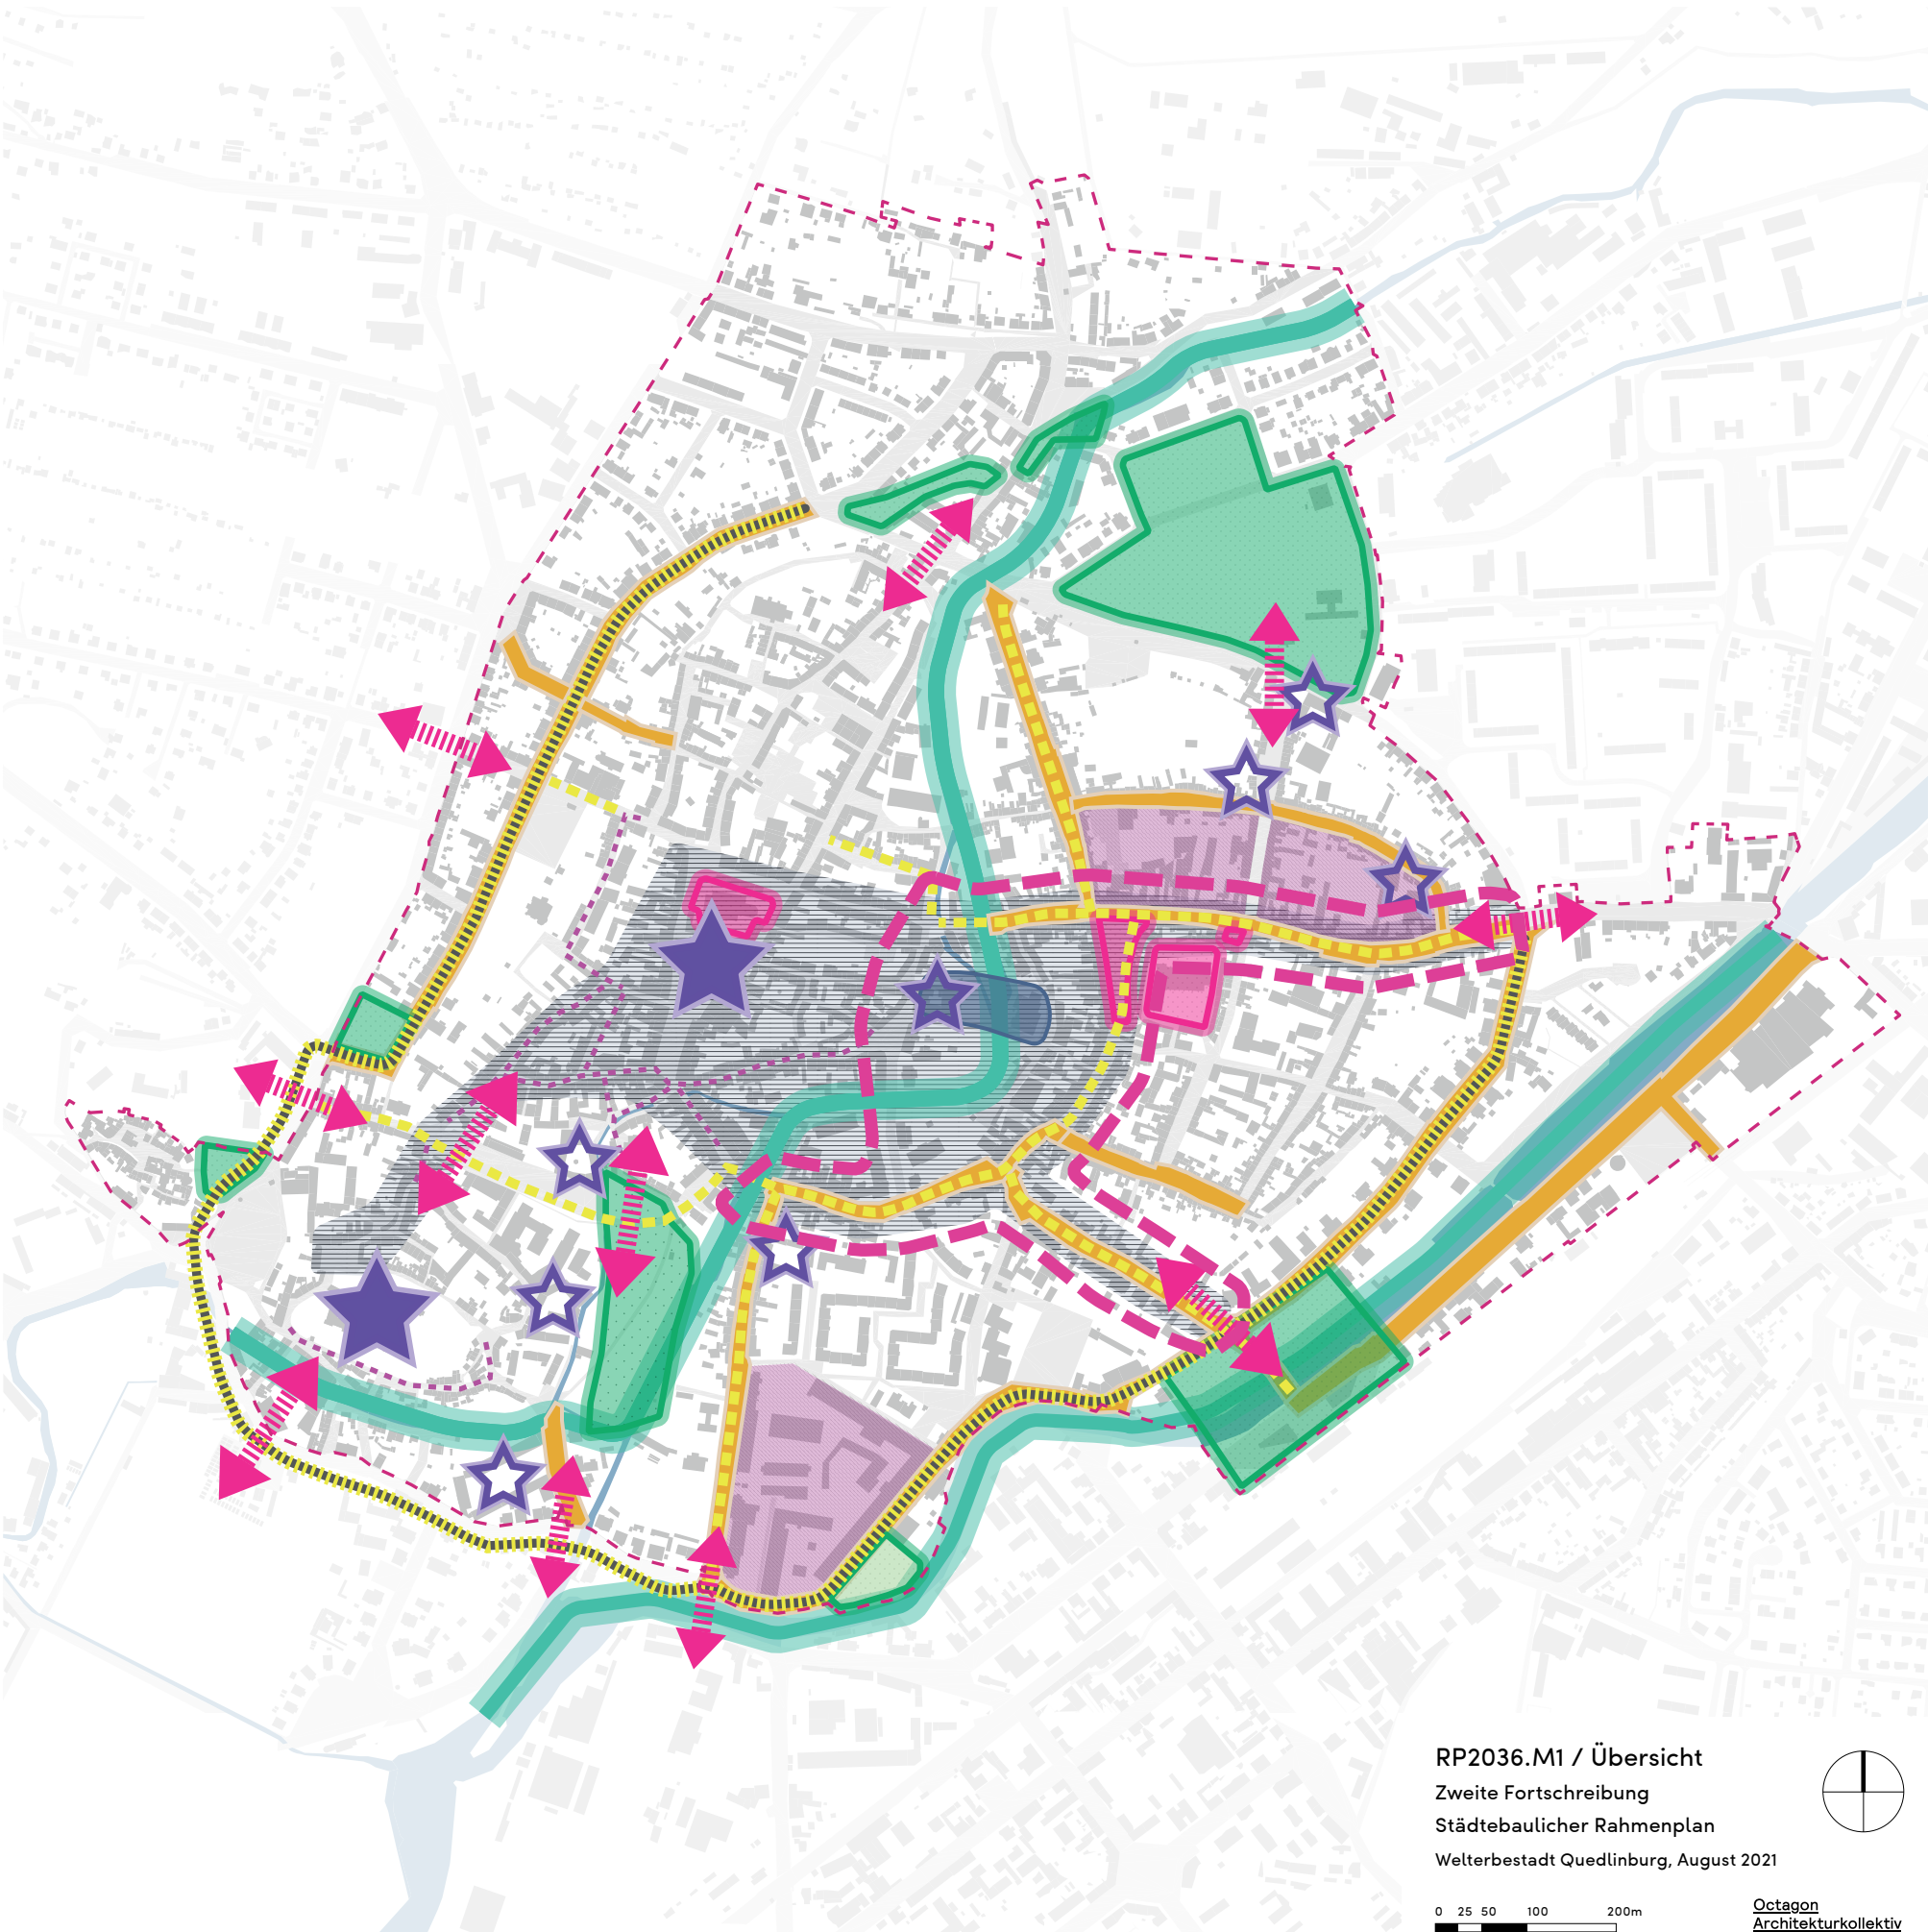 RP2036.M1 / Übersicht
Zweite Fortschreibung
Städtebaulicher Rahmenplan
Welterbestadt Quedlinburg, August 2021
0 25 50 100 200m
Octagon
Architekturkollektiv